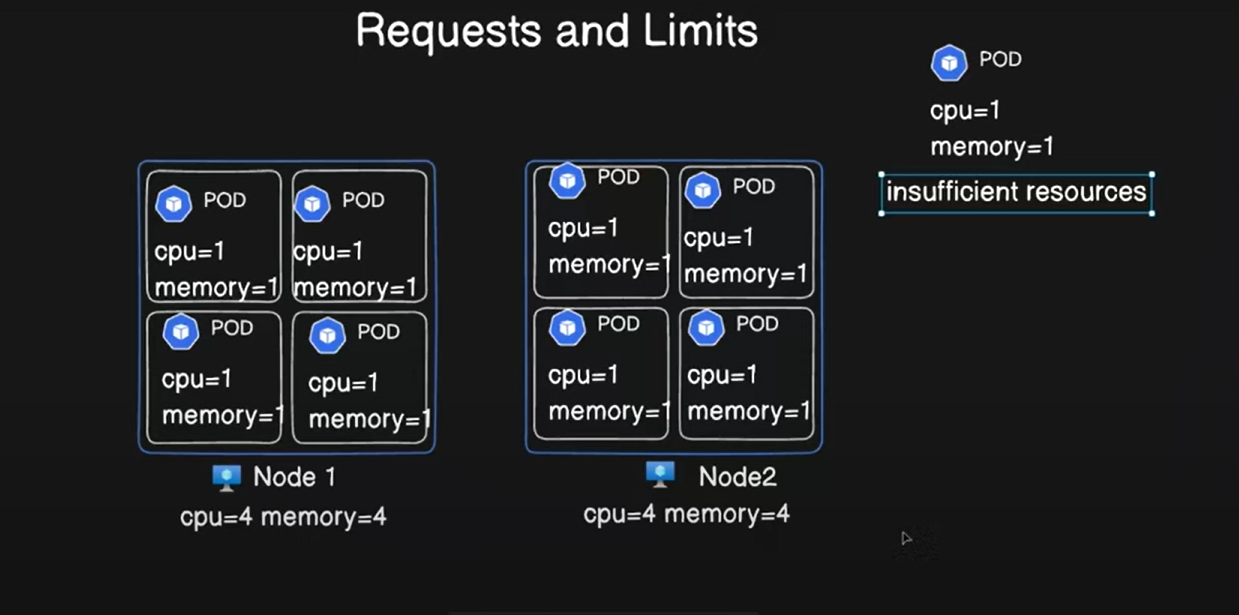 Requests and Limits
POD
cpu=1
memory=1
insufficient resources
POD
cpu=1
memory=1
POD
cpu=1
memory=1
POD
cpu=1
memory=1
POD
cpu=1
memory=1
Node 1
cpu=4 memory=4
POD
cpu=1
memory=1
POD
cpu=1
memory=1
POD
cpu=1
memory=1
POD
cpu=1
memory=1
Node2
cpu=4 memory=4